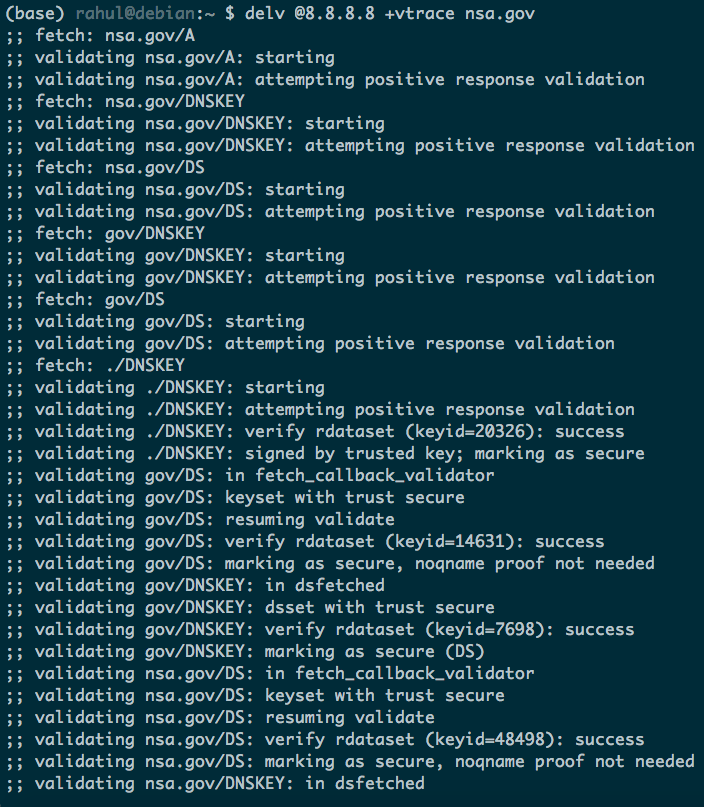 (base) rahul@debian:~ $ delv @8.8.8.8 +vtrace nsa.gov
;; fetch: nsa.gov/A
;; validating nsa.gov/A: starting
;; validating nsa.gov/A: attempting positive response validation
;; fetch: nsa.gov/DNSKEY
;; validating nsa.gov/DNSKEY: starting
;; validating nsa.gov/DNSKEY: attempting positive response validation
;; fetch: nsa.gov/DS
;; validating nsa.gov/DS: starting
;; validating nsa.gov/DS: attempting positive response validation
;; fetch: gov/DNSKEY
;; validating gov/DNSKEY: starting
;; validating gov/DNSKEY: attempting positive response validation
;; fetch: gov/DS
;; validating gov/DS: starting
;; validating gov/DS: attempting positive response validation
;; fetch: ./DNSKEY
;; validating ./DNSKEY: starting
;; validating ./DNSKEY: attempting positive response validation
;; validating ./DNSKEY: verify rdataset (keyid=20326): success
;; validating ./DNSKEY: signed by trusted key; marking as secure
;; validating gov/DS: in fetch_callback_validator
;; validating gov/DS: keyset with trust secure
;; validating gov/DS: resuming validate
;; validating gov/DS: verify rdataset (keyid=14631): success
;; validating gov/DS: marking as secure, noqname proof not needed
;; validating gov/DNSKEY: in dsfetched
;; validating gov/DNSKEY: dsset with trust secure
;; validating gov/DNSKEY: verify rdataset (keyid=7698): success
;; validating gov/DNSKEY: marking as secure (DS)
;; validating nsa.gov/DS: in fetch_callback_validator
;; validating nsa.gov/DS: keyset with trust secure
;; validating nsa.gov/DS: resuming validate
;; validating nsa.gov/DS: verify rdataset (keyid=48498): success
;; validating nsa.gov/DS: marking as secure, noqname proof not needed
;; validating nsa.gov/DNSKEY: in dsfetched